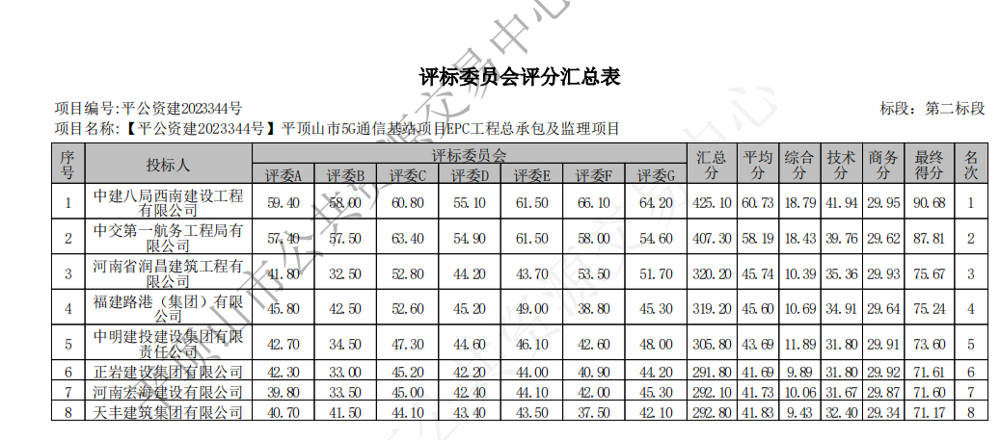 评标委员会评分汇总表
项目编号:平公资建2023344号 标段：第二标段
项目名称:【平公资建2023344号】平顶山市5G通信基站项目EPC工程总承包及监理项目
序号 投标人 评标委员会 汇总分 平均分 综合分 技术分 商务分 最终得分 名次
评委A 评委B 评委C 评委D 评委E 评委F 评委G
1 中建八局西南建设工程有限公司 59.40 58.00 60.80 55.10 61.50 66.10 64.20 425.10 60.73 18.79 41.94 29.95 90.68 1
2 中交第一航务工程局有限公司 57.40 57.50 63.40 54.90 61.50 58.00 54.60 407.30 58.19 18.43 39.76 29.62 87.81 2
3 河南省润昌建筑工程有限公司 41.80 32.50 52.80 44.20 43.70 53.50 51.70 320.20 45.74 10.39 35.36 29.93 75.67 3
4 福建路港（集团）有限公司 45.80 42.50 52.60 45.20 49.00 38.80 45.30 319.20 45.60 10.69 34.91 29.64 75.24 4
5 中明建投建设集团有限责任公司 42.70 34.50 47.30 44.60 46.10 42.60 48.00 305.80 43.69 11.89 31.80 29.91 73.60 5
6 正岩建设集团有限公司 42.30 33.00 45.20 42.20 44.00 40.90 44.20 291.80 41.69 9.89 31.80 29.92 71.61 6
7 河南宏海建设有限公司 39.80 33.50 45.00 42.40 44.10 42.00 45.30 292.10 41.73 10.06 31.67 29.87 71.60 7
8 天丰建筑集团有限公司 40.70 41.50 44.10 43.40 43.50 37.50 42.10 292.80 41.83 9.43 32.40 29.34 71.17 8
平顶山市公共资源交易中心